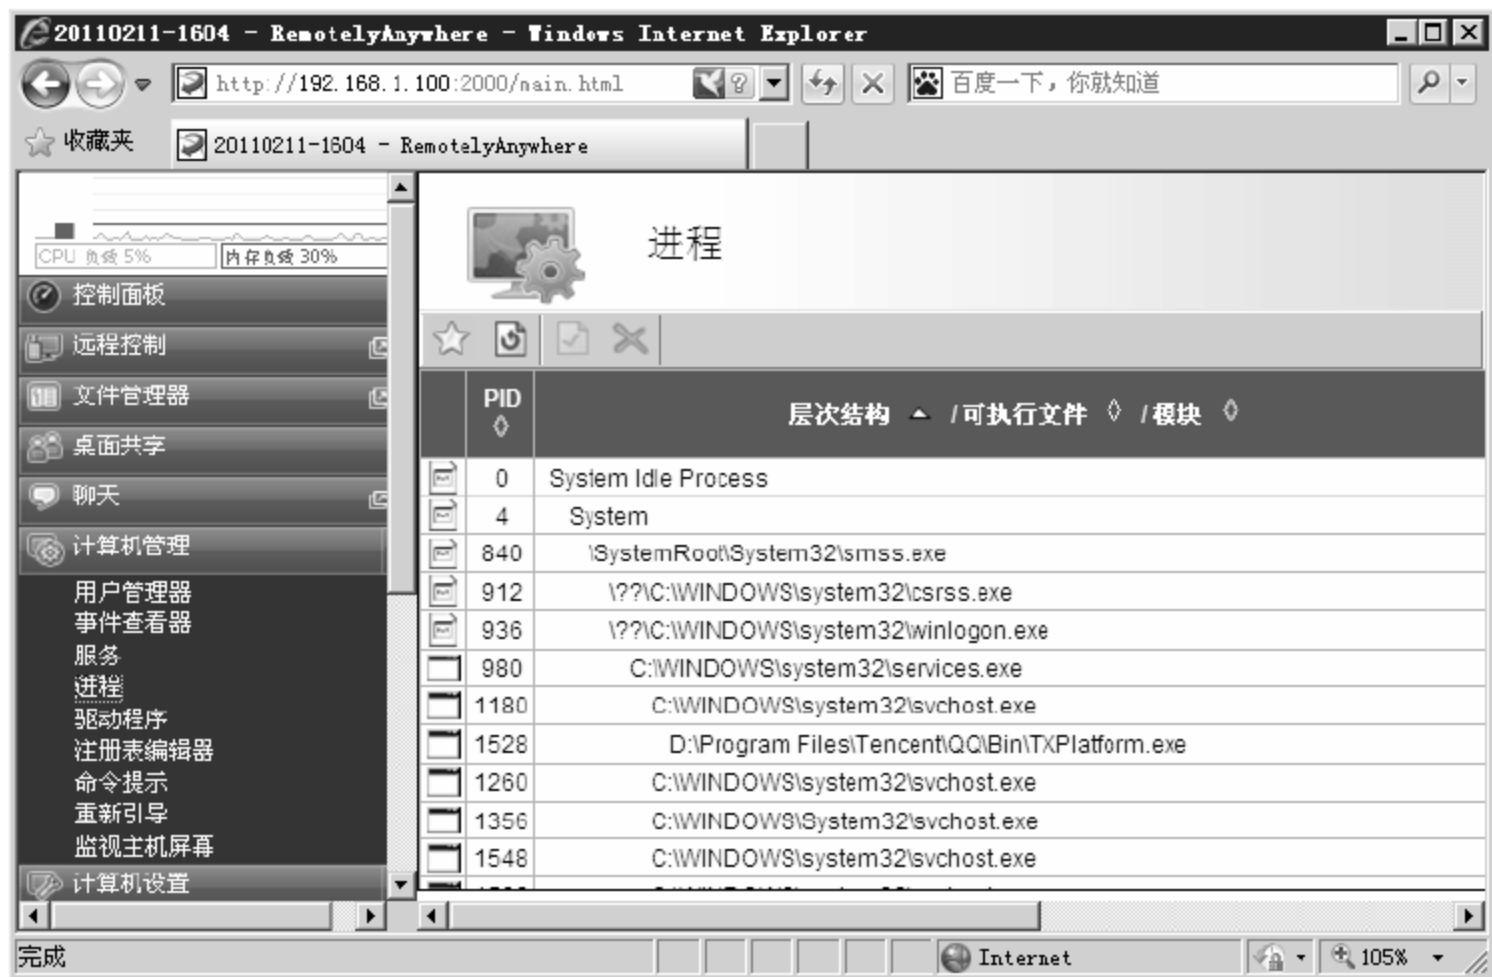 20110211-1604 - RemotelyAnywhere - Windows Internet Explorer
http://192.168.1.100:2000/main.html
百度一下，你就知道
收藏夹
20110211-1604 - RemotelyAnywhere
CPU 负载 5%
内存负载 30%
控制面板
远程控制
文件管理器
桌面共享
聊天
计算机管理
用户管理器
事件查看器
服务
进程
驱动程序
注册表编辑器
命令提示
重新引导
监视主机屏幕
计算机设置
进程
PID 层次结构 /可执行文件 /模块
0 System Idle Process
4 System
840 \SystemRoot\System32\smss.exe
912 \??\C:\WINDOWS\system32\csrss.exe
936 \??\C:\WINDOWS\system32\winlogon.exe
980 C:\WINDOWS\system32\services.exe
1180 C:\WINDOWS\system32\svchost.exe
1528 D:\Program Files\Tencent\QQ\Bin\TXPlatform.exe
1260 C:\WINDOWS\system32\svchost.exe
1356 C:\WINDOWS\System32\svchost.exe
1548 C:\WINDOWS\system32\svchost.exe
完成
Internet
105%